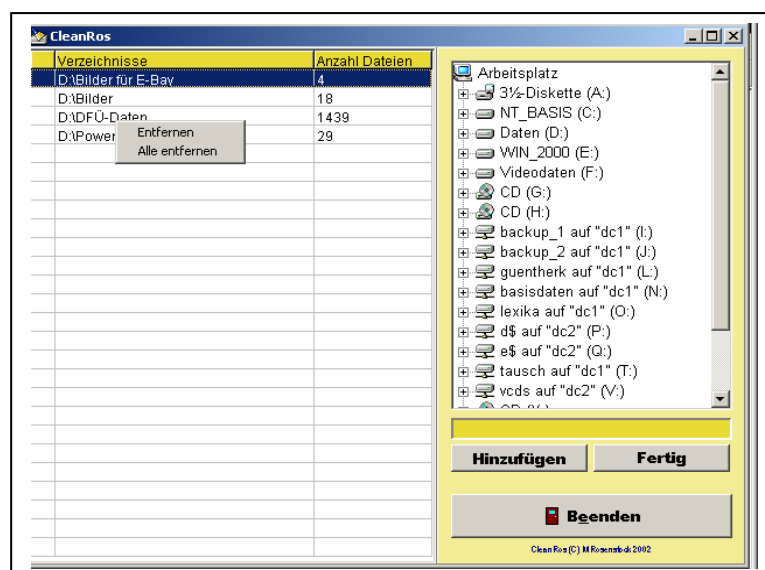 CleanRos
Verzeichnisse Anzahl Dateien
D:\Bilder für E-Bay 4
D:\Bilder 18
D:\DFÜ-Daten 1439
D:\Power 29
Entfernen
Alle entfernen
Arbeitsplatz
3½-Diskette (A:)
NT_BASIS (C:)
Daten (D:)
WIN_2000 (E:)
Videodaten (F:)
CD (G:)
CD (H:)
backup_1 auf "dc1" (I:)
backup_2 auf "dc1" (J:)
guentherk auf "dc1" (L:)
basisdaten auf "dc1" (N:)
lexika auf "dc1" (O:)
d$ auf "dc2" (P:)
e$ auf "dc2" (Q:)
tausch auf "dc1" (T:)
vcds auf "dc2" (V:)
Hinzufügen
Fertig
Beenden
CleanRos (C) M Rosenstock 2002